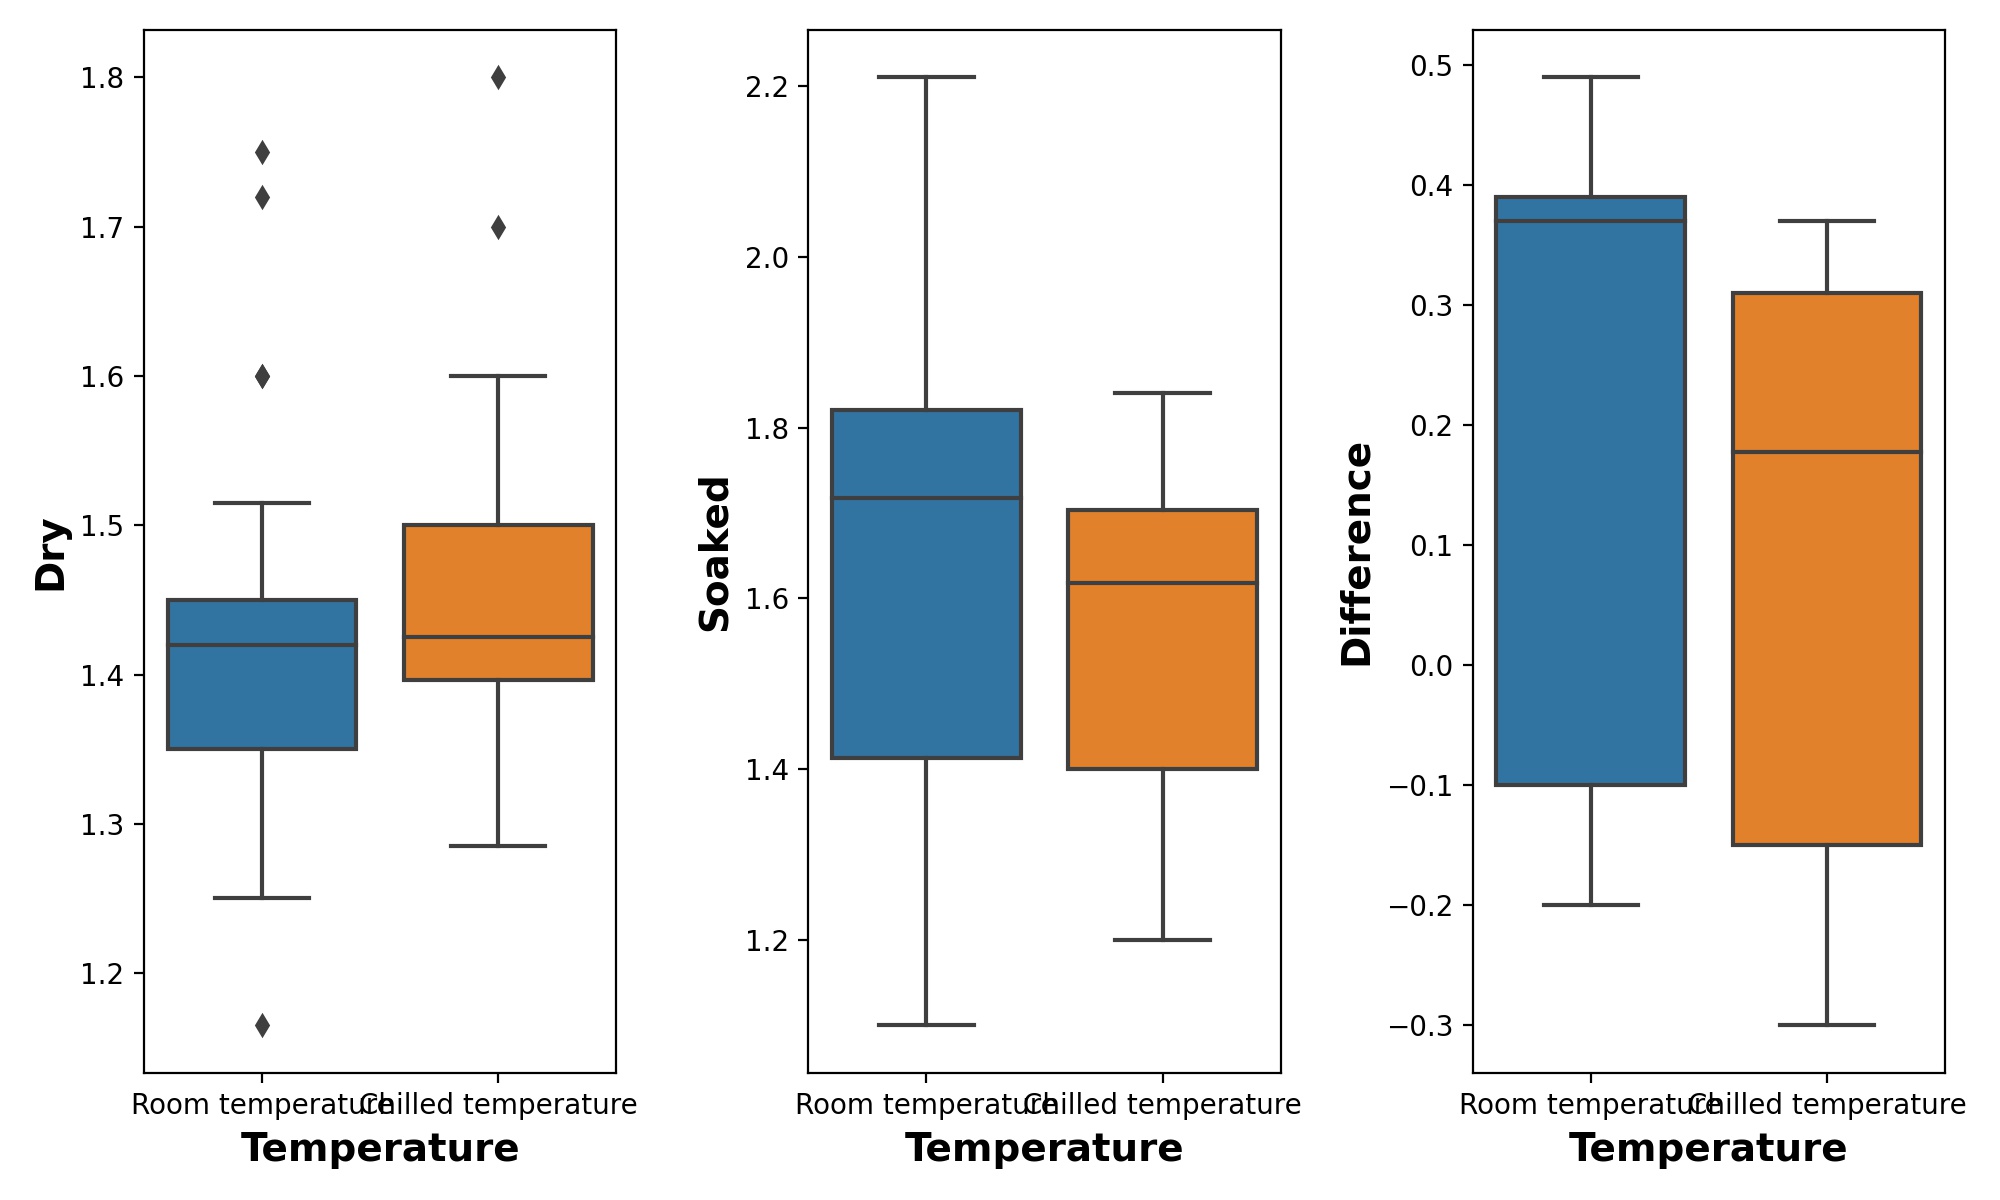 Dry
1.8
1.7
1.6
1.5
1.4
1.3
1.2
Room temperature
Chilled temperature
Temperature
Soaked
2.2
2.0
1.8
1.6
1.4
1.2
Room temperature
Chilled temperature
Temperature
Difference
0.5
0.4
0.3
0.2
0.1
0.0
−0.1
−0.2
−0.3
Room temperature
Chilled temperature
Temperature